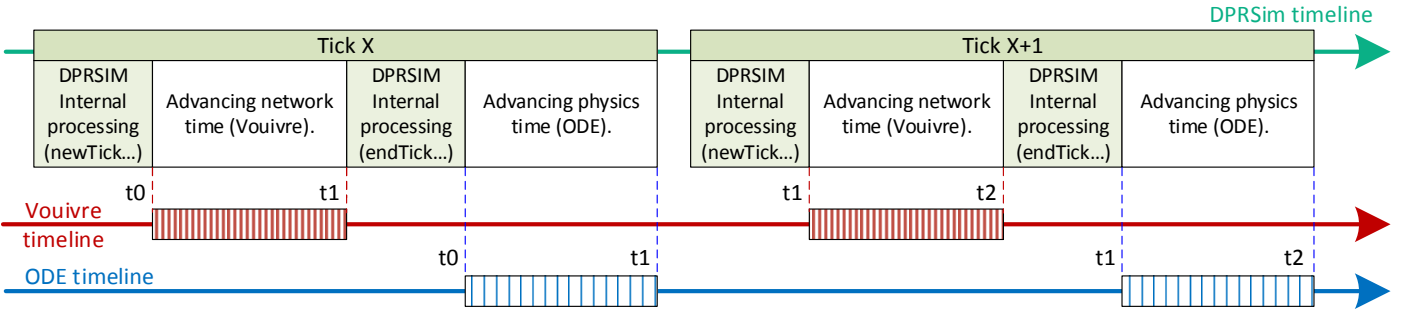 DPRSim timeline
Tick X
Tick X+1
DPRSIM
Internal
processing
(newTick...)
Advancing network
time (Vouivre).
DPRSIM
Internal
processing
(endTick...)
Advancing physics
time (ODE).
DPRSIM
Internal
processing
(newTick...)
Advancing network
time (Vouivre).
DPRSIM
Internal
processing
(endTick...)
Advancing physics
time (ODE).
t0
t1
t1
t2
Vouivre
timeline
t0
t1
t1
t2
ODE timeline